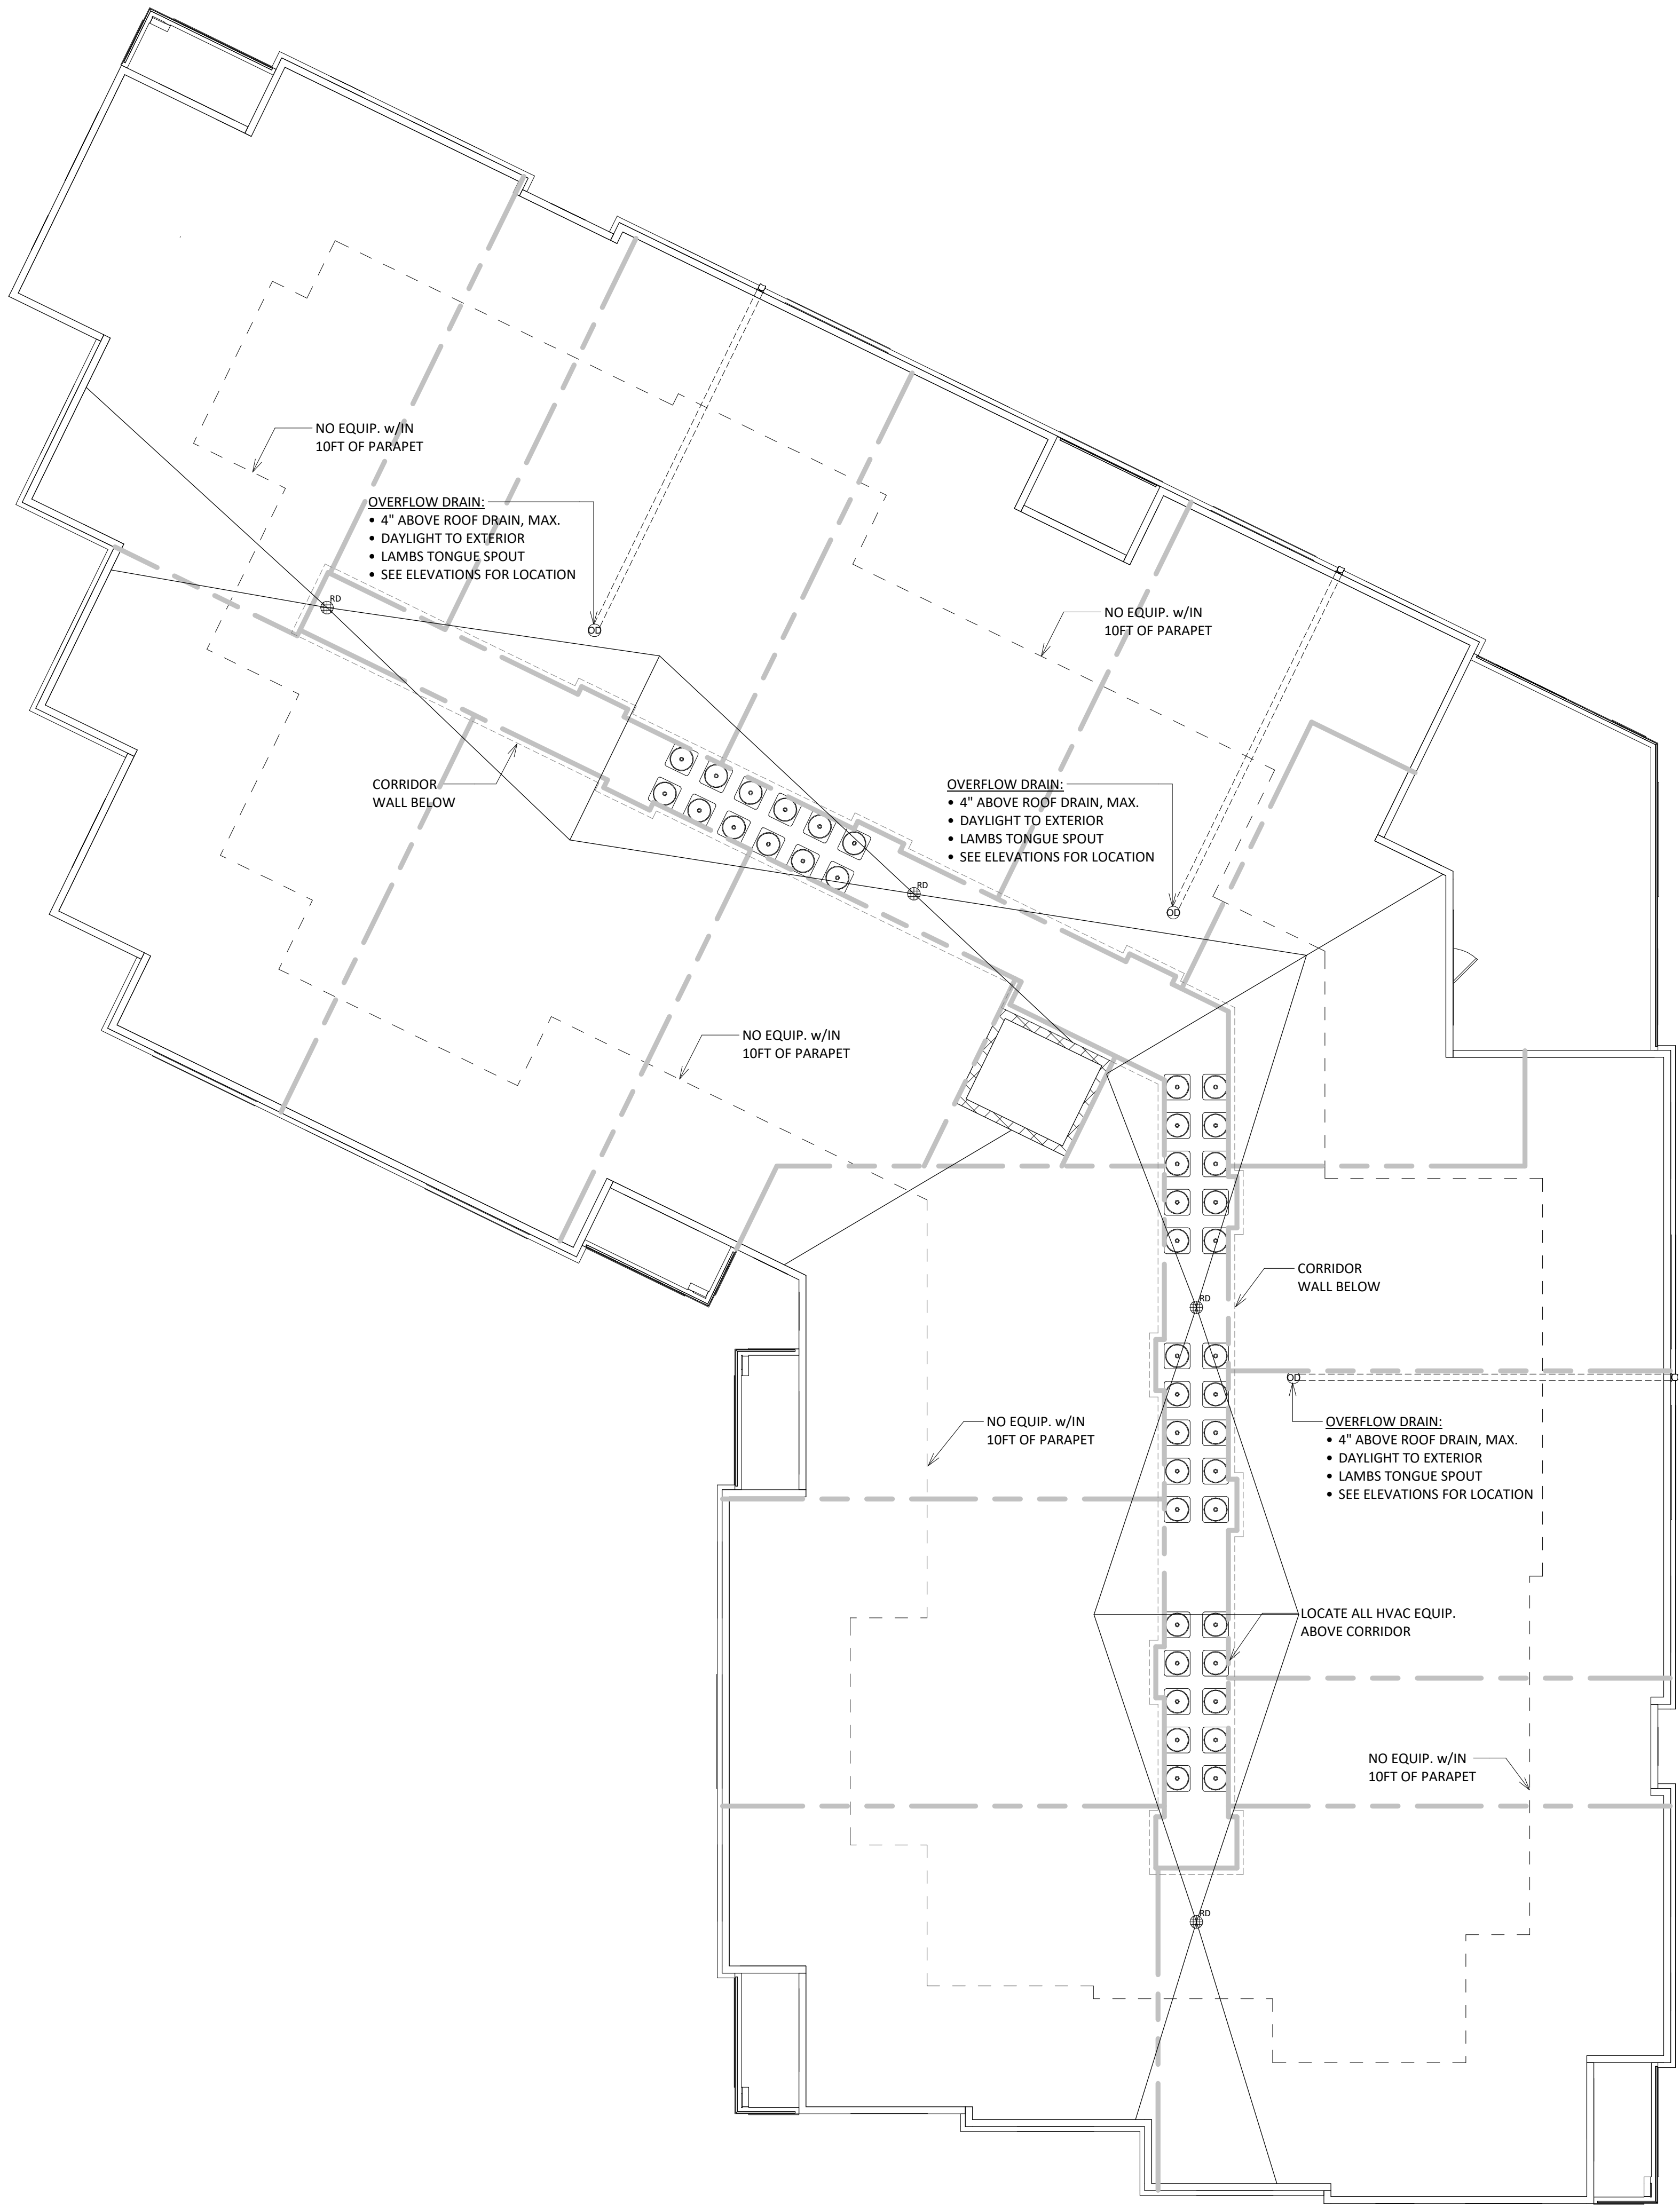 NO EQUIP. w/IN
10FT OF PARAPET
OVERFLOW DRAIN:
• 4" ABOVE ROOF DRAIN, MAX.
• DAYLIGHT TO EXTERIOR
• LAMBS TONGUE SPOUT
• SEE ELEVATIONS FOR LOCATION
RD
OD
NO EQUIP. w/IN
10FT OF PARAPET
CORRIDOR
WALL BELOW
OVERFLOW DRAIN:
• 4" ABOVE ROOF DRAIN, MAX.
• DAYLIGHT TO EXTERIOR
• LAMBS TONGUE SPOUT
• SEE ELEVATIONS FOR LOCATION
RD
OD
NO EQUIP. w/IN
10FT OF PARAPET
CORRIDOR
WALL BELOW
RD
OD
NO EQUIP. w/IN
10FT OF PARAPET
OVERFLOW DRAIN:
• 4" ABOVE ROOF DRAIN, MAX.
• DAYLIGHT TO EXTERIOR
• LAMBS TONGUE SPOUT
• SEE ELEVATIONS FOR LOCATION
LOCATE ALL HVAC EQUIP.
ABOVE CORRIDOR
NO EQUIP. w/IN
10FT OF PARAPET
RD